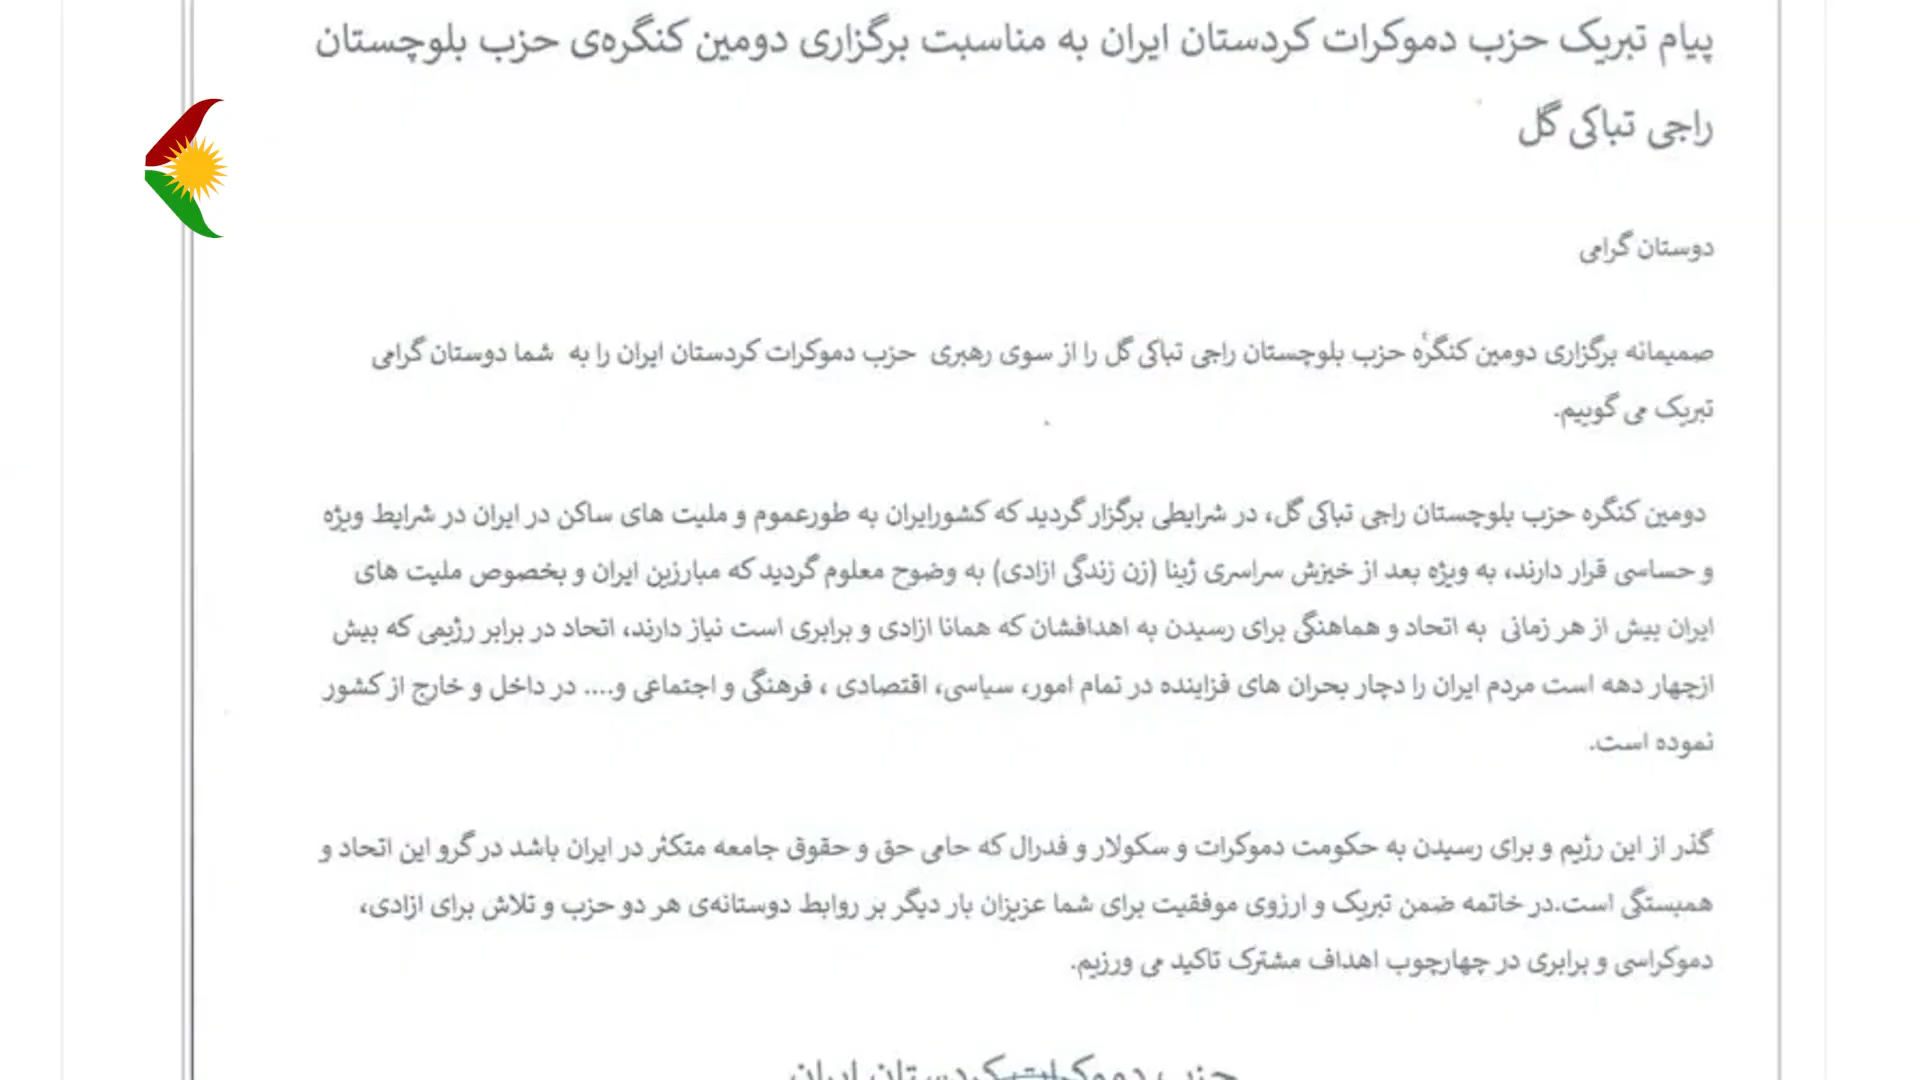 پیام تبریک حزب دموکرات کردستان ایران به مناسبت برگزاری دومین کنگره‌ی حزب بلوچستان
راجی تباکی گل
دوستان گرامی
صمیمانه برگزاری دومین کنگرهٔ حزب بلوچستان راجی تباکی گل را از سوی رهبری حزب دموکرات کردستان ایران را به شما دوستان گرامی
تبریک می گوییم.
دومین کنگره حزب بلوچستان راجی تباکی گل، در شرایطی برگزار گردید که کشورایران به طورعموم و ملیت های ساکن در ایران در شرایط ویژه
و حساسی قرار دارند، به ویژه بعد از خیزش سراسری ژینا (زن زندگی ازادی) به وضوح معلوم گردید که مبارزین ایران و بخصوص ملیت های
ایران بیش از هر زمانی به اتحاد و هماهنگی برای رسیدن به اهدافشان که همانا ازادی و برابری است نیاز دارند، اتحاد در برابر رژیمی که بیش
ازچهار دهه است مردم ایران را دچار بحران های فزاینده در تمام امور، سیاسی، اقتصادی ، فرهنگی و اجتماعی و.... در داخل و خارج از کشور
نموده است.
گذر از این رژیم و برای رسیدن به حکومت دموکرات و سکولار و فدرال که حامی حق و حقوق جامعه متکثر در ایران باشد در گرو این اتحاد و
همبستگی است.در خاتمه ضمن تبریک و ارزوی موفقیت برای شما عزیزان بار دیگر بر روابط دوستانه‌ی هر دو حزب و تلاش برای ازادی،
دموکراسی و برابری در چهارچوب اهداف مشترک تاکید می ورزیم.
حزب دموکرات کردستان ایران